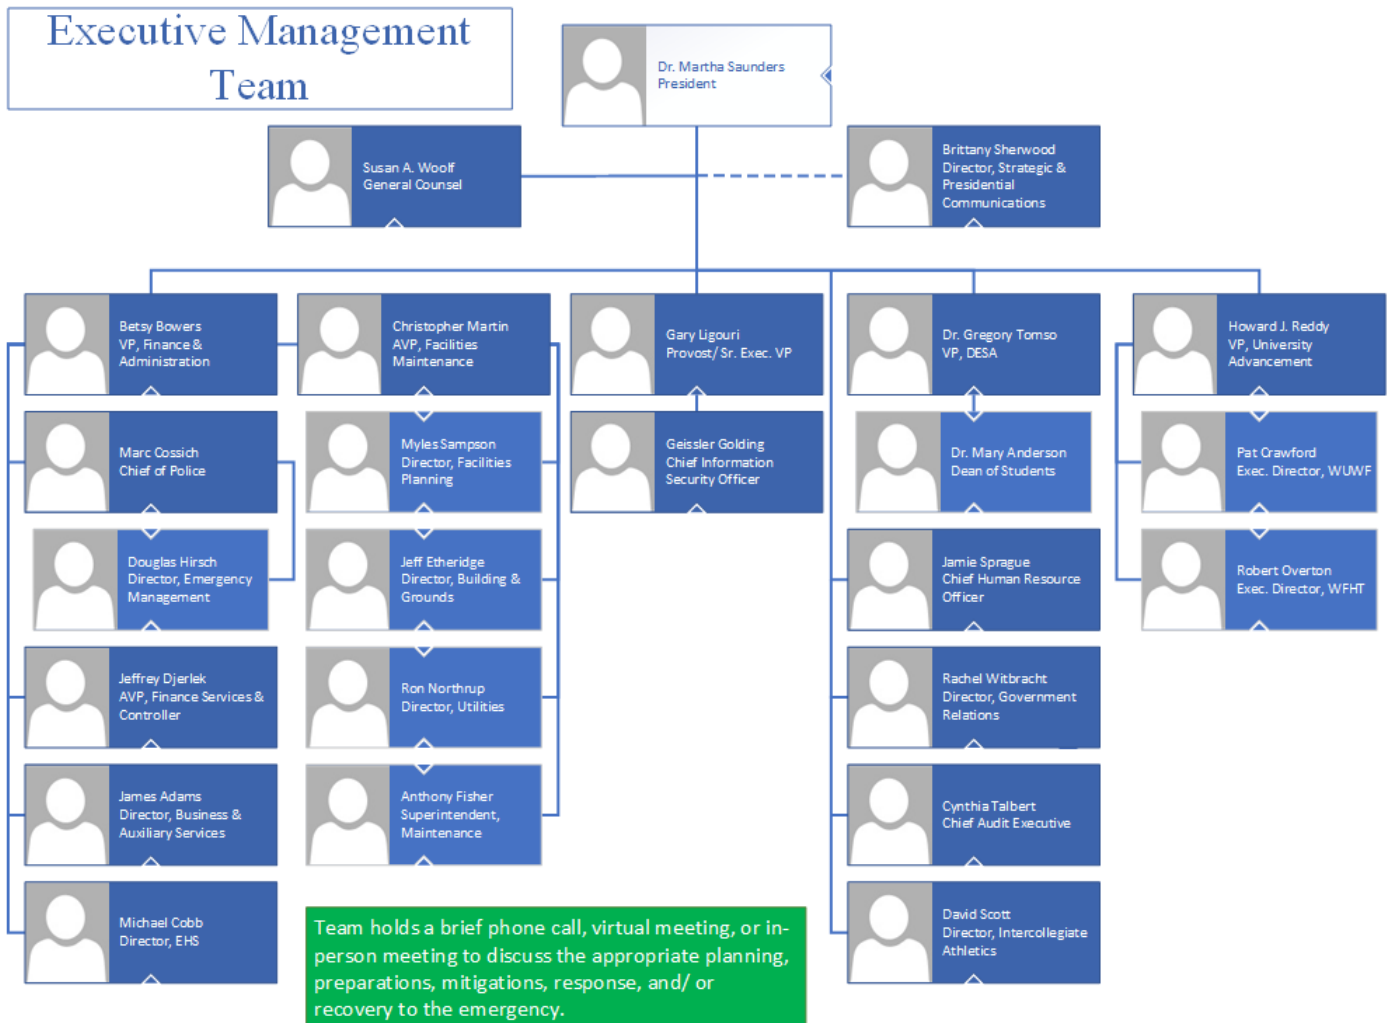 Executive Management
Team
Dr. Martha Saunders
President
Susan A. Woolf
General Counsel
Brittany Sherwood
Director, Strategic &
Presidential
Communications
Betsy Bowers
VP, Finance &
Administration
Christopher Martin
AVP, Facilities
Maintenance
Gary Ligouri
Provost/ Sr. Exec. VP
Dr. Gregory Tomso
VP, DESA
Howard J. Reddy
VP, University
Advancement
Marc Cossich
Chief of Police
Myles Sampson
Director, Facilities
Planning
Geissler Golding
Chief Information
Security Officer
Dr. Mary Anderson
Dean of Students
Pat Crawford
Exec. Director, WUWF
Douglas Hirsch
Director, Emergency
Management
Jeff Etheridge
Director, Building &
Grounds
Jamie Sprague
Chief Human Resource
Officer
Robert Overton
Exec. Director, WFHT
Jeffrey Djerlek
AVP, Finance Services &
Controller
Ron Northrup
Director, Utilities
Rachel Witbracht
Director, Government
Relations
James Adams
Director, Business &
Auxiliary Services
Anthony Fisher
Superintendent,
Maintenance
Cynthia Talbert
Chief Audit Executive
Michael Cobb
Director, EHS
David Scott
Director, Intercollegiate
Athletics
Team holds a brief phone call, virtual meeting, or in-
person meeting to discuss the appropriate planning,
preparations, mitigations, response, and/ or
recovery to the emergency.